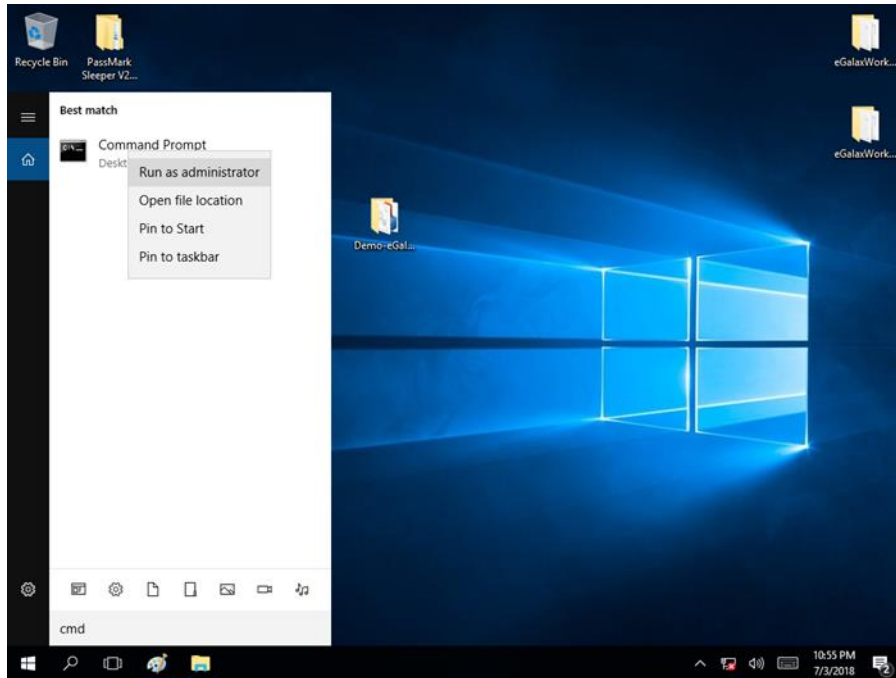 Recycle Bin
PassMark
Sleeper V2...
eGalaxWork...
eGalaxWork...
Demo-eGal...
Best match
Command Prompt
Deskt
Run as administrator
Open file location
Pin to Start
Pin to taskbar
cmd
10:55 PM
7/3/2018
2